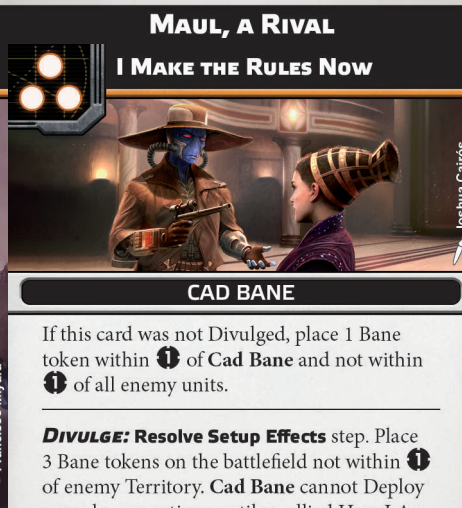 Maul, a Rival
I Make the Rules Now
Joshua Cairós
CAD BANE
If this card was not Divulged, place 1 Bane
token within 1 of Cad Bane and not within
1 of all enemy units.
Divulge: Resolve Setup Effects step. Place
3 Bane tokens on the battlefield not within 1
of enemy Territory. Cad Bane cannot Deploy